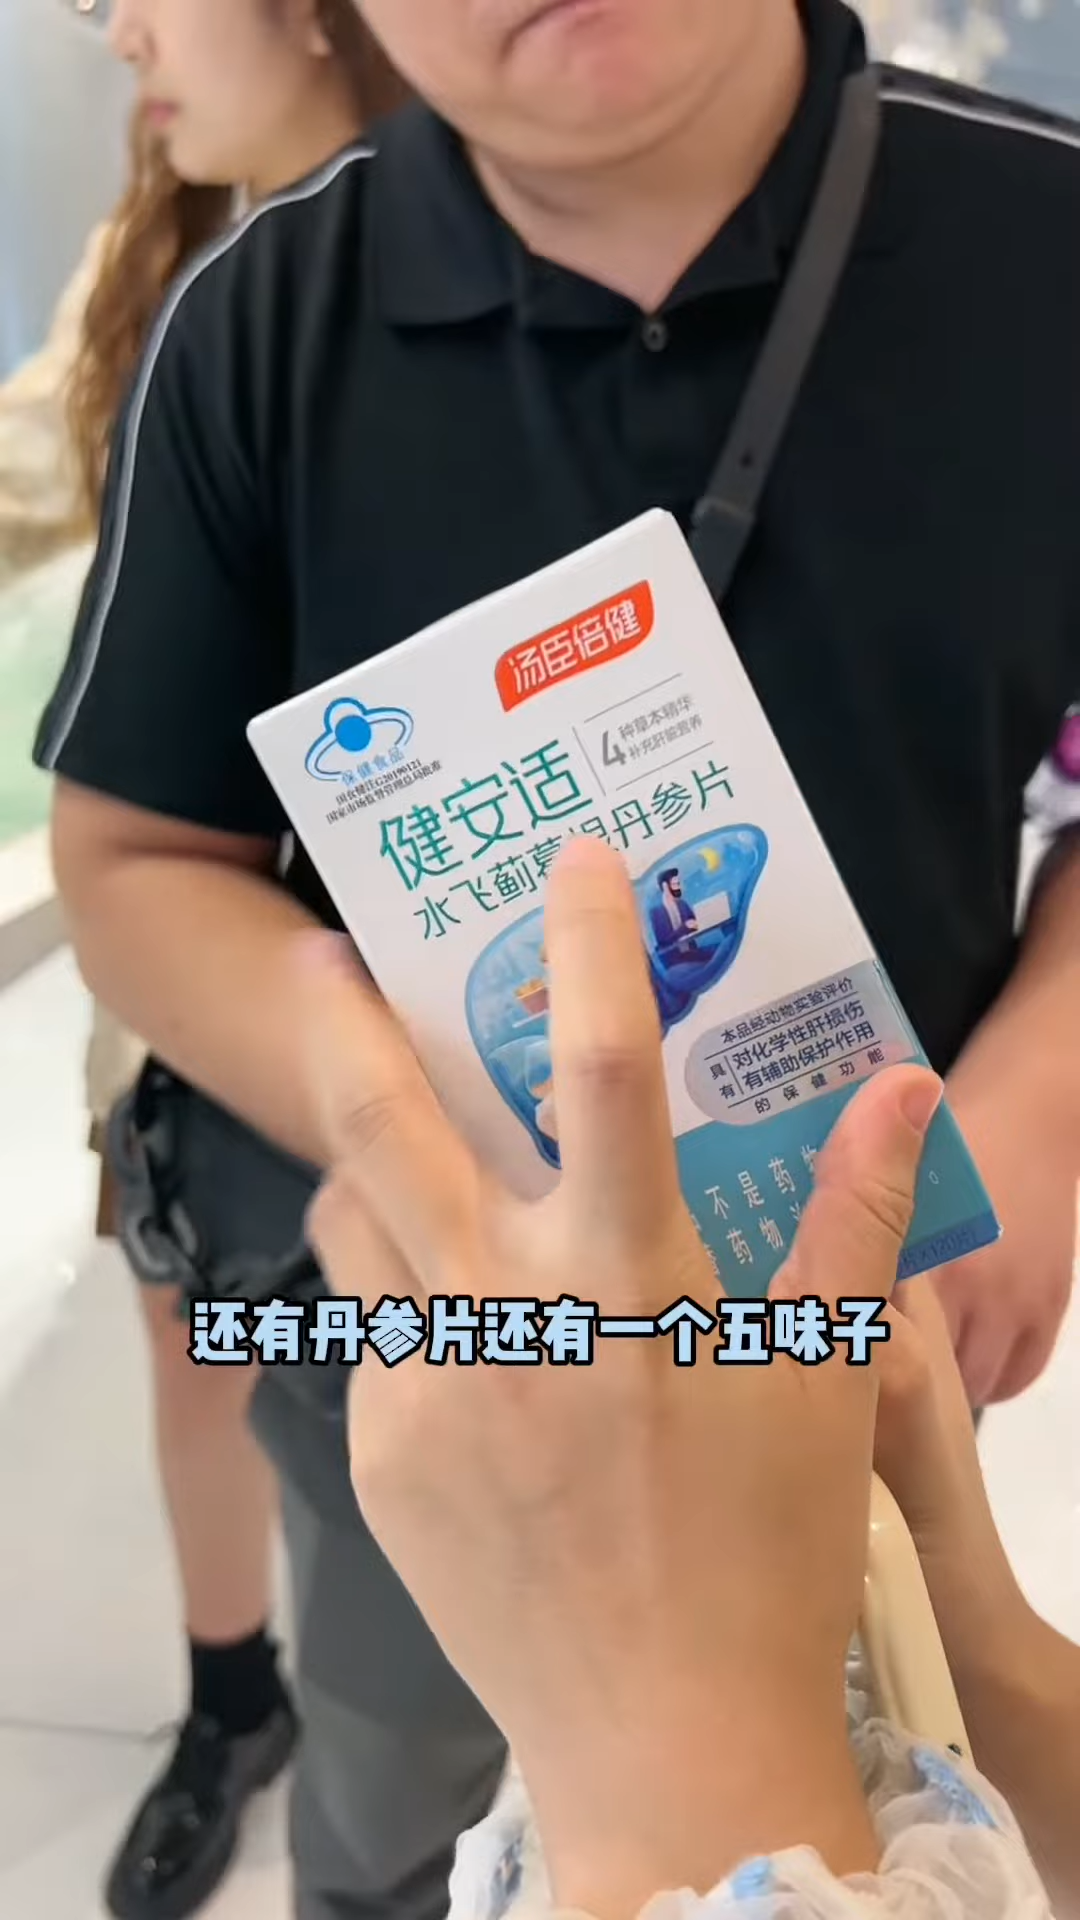 汤臣倍健
保健食品
国食健注G20190121
国家市场监督管理总局批准
4种草本精华
补充肝脏营养
健安适
水飞蓟葛根丹参片
本品经动物实验评价
具有
对化学性肝损伤
有辅助保护作用
的保健功能
不是药物
药物
还有丹参片还有一个五味子